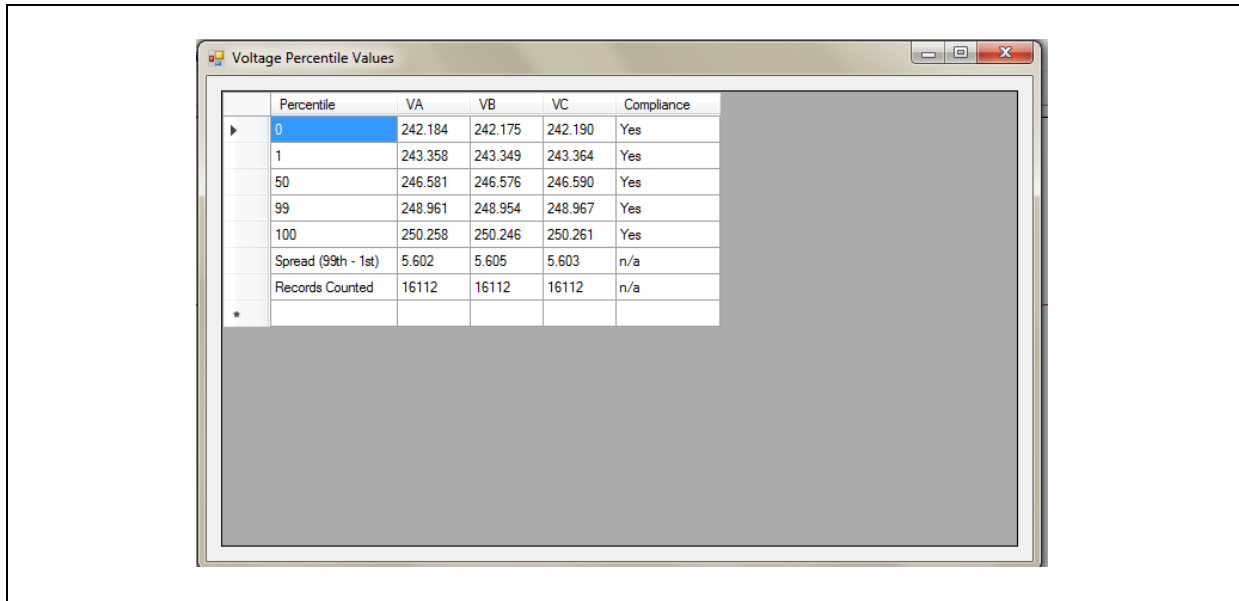 Voltage Percentile Values
Percentile VA VB VC Compliance
0 242.184 242.175 242.190 Yes
1 243.358 243.349 243.364 Yes
50 246.581 246.576 246.590 Yes
99 248.961 248.954 248.967 Yes
100 250.258 250.246 250.261 Yes
Spread (99th - 1st) 5.602 5.605 5.603 n/a
Records Counted 16112 16112 16112 n/a
*